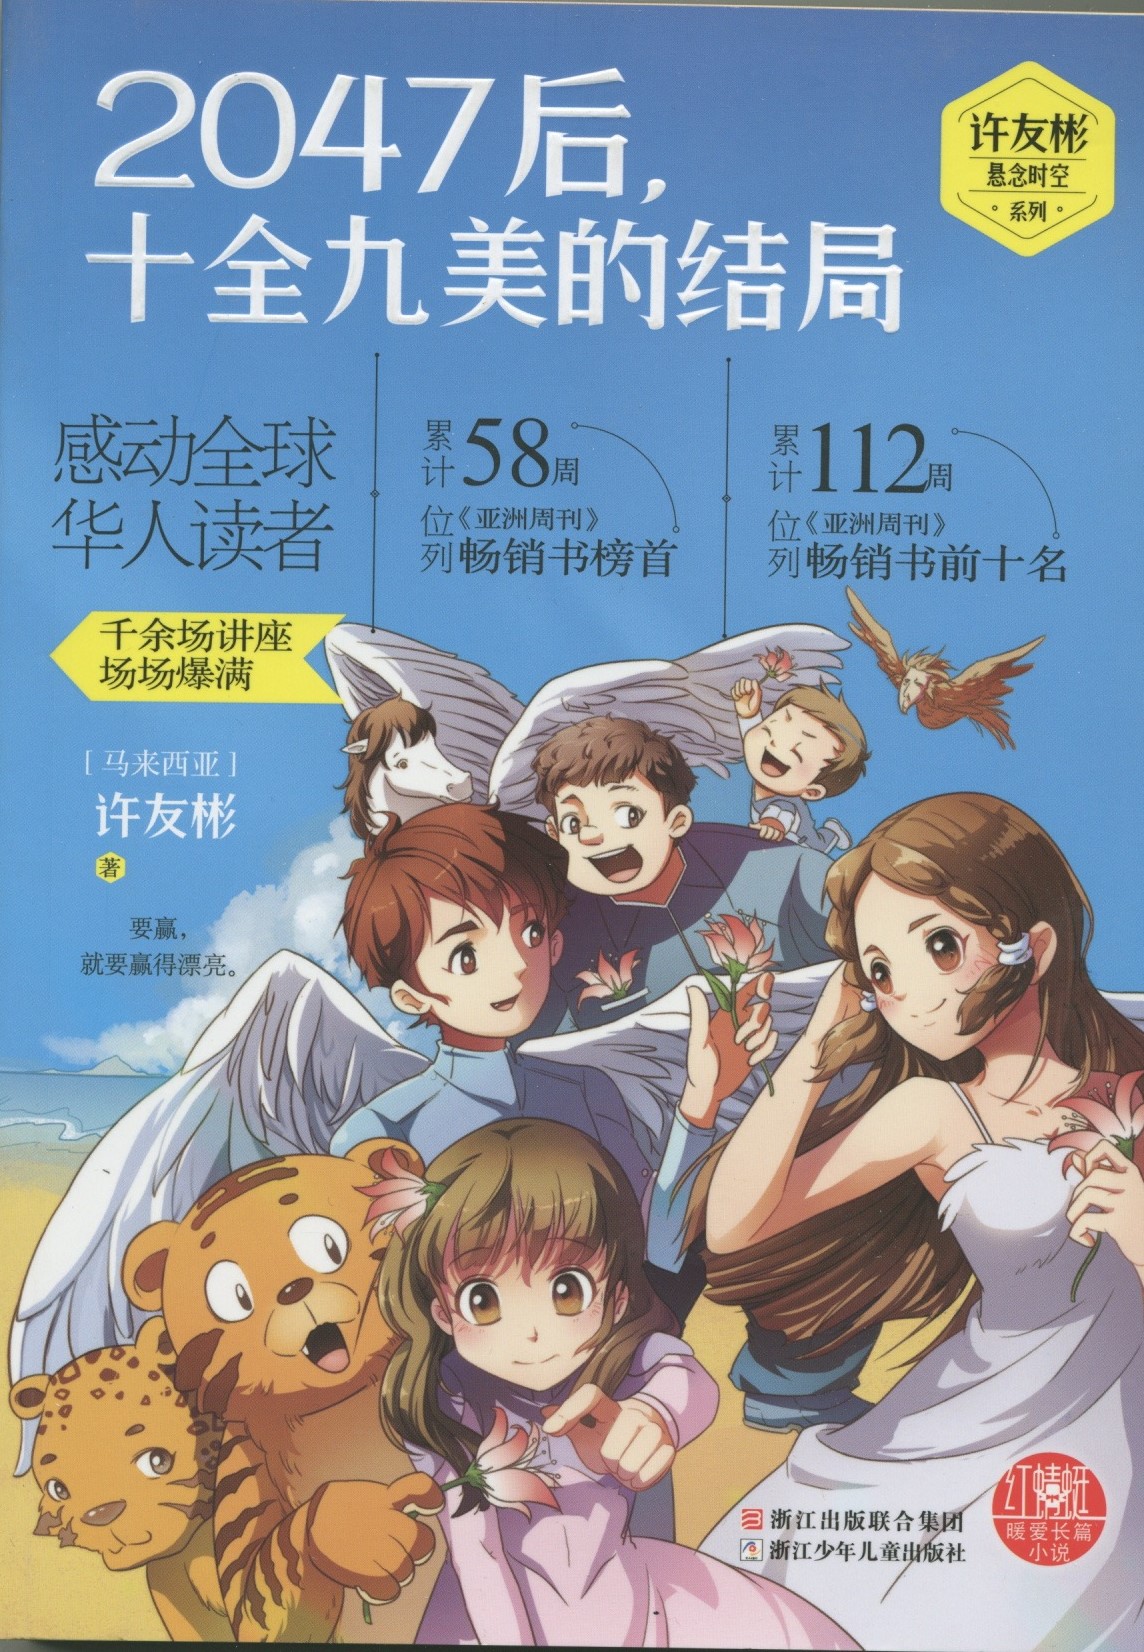 2047后,
十全九美的结局
许友彬
悬念时空
系列
感动全球
华人读者
累计58周
位列《亚洲周刊》
畅销书榜首
累计112周
位列《亚洲周刊》
畅销书前十名
千余场讲座
场场爆满
[马来西亚]
许友彬
著
要赢,
就要赢得漂亮。
浙江出版联合集团
浙江少年儿童出版社
红蜻蜓
暖爱长篇
小说